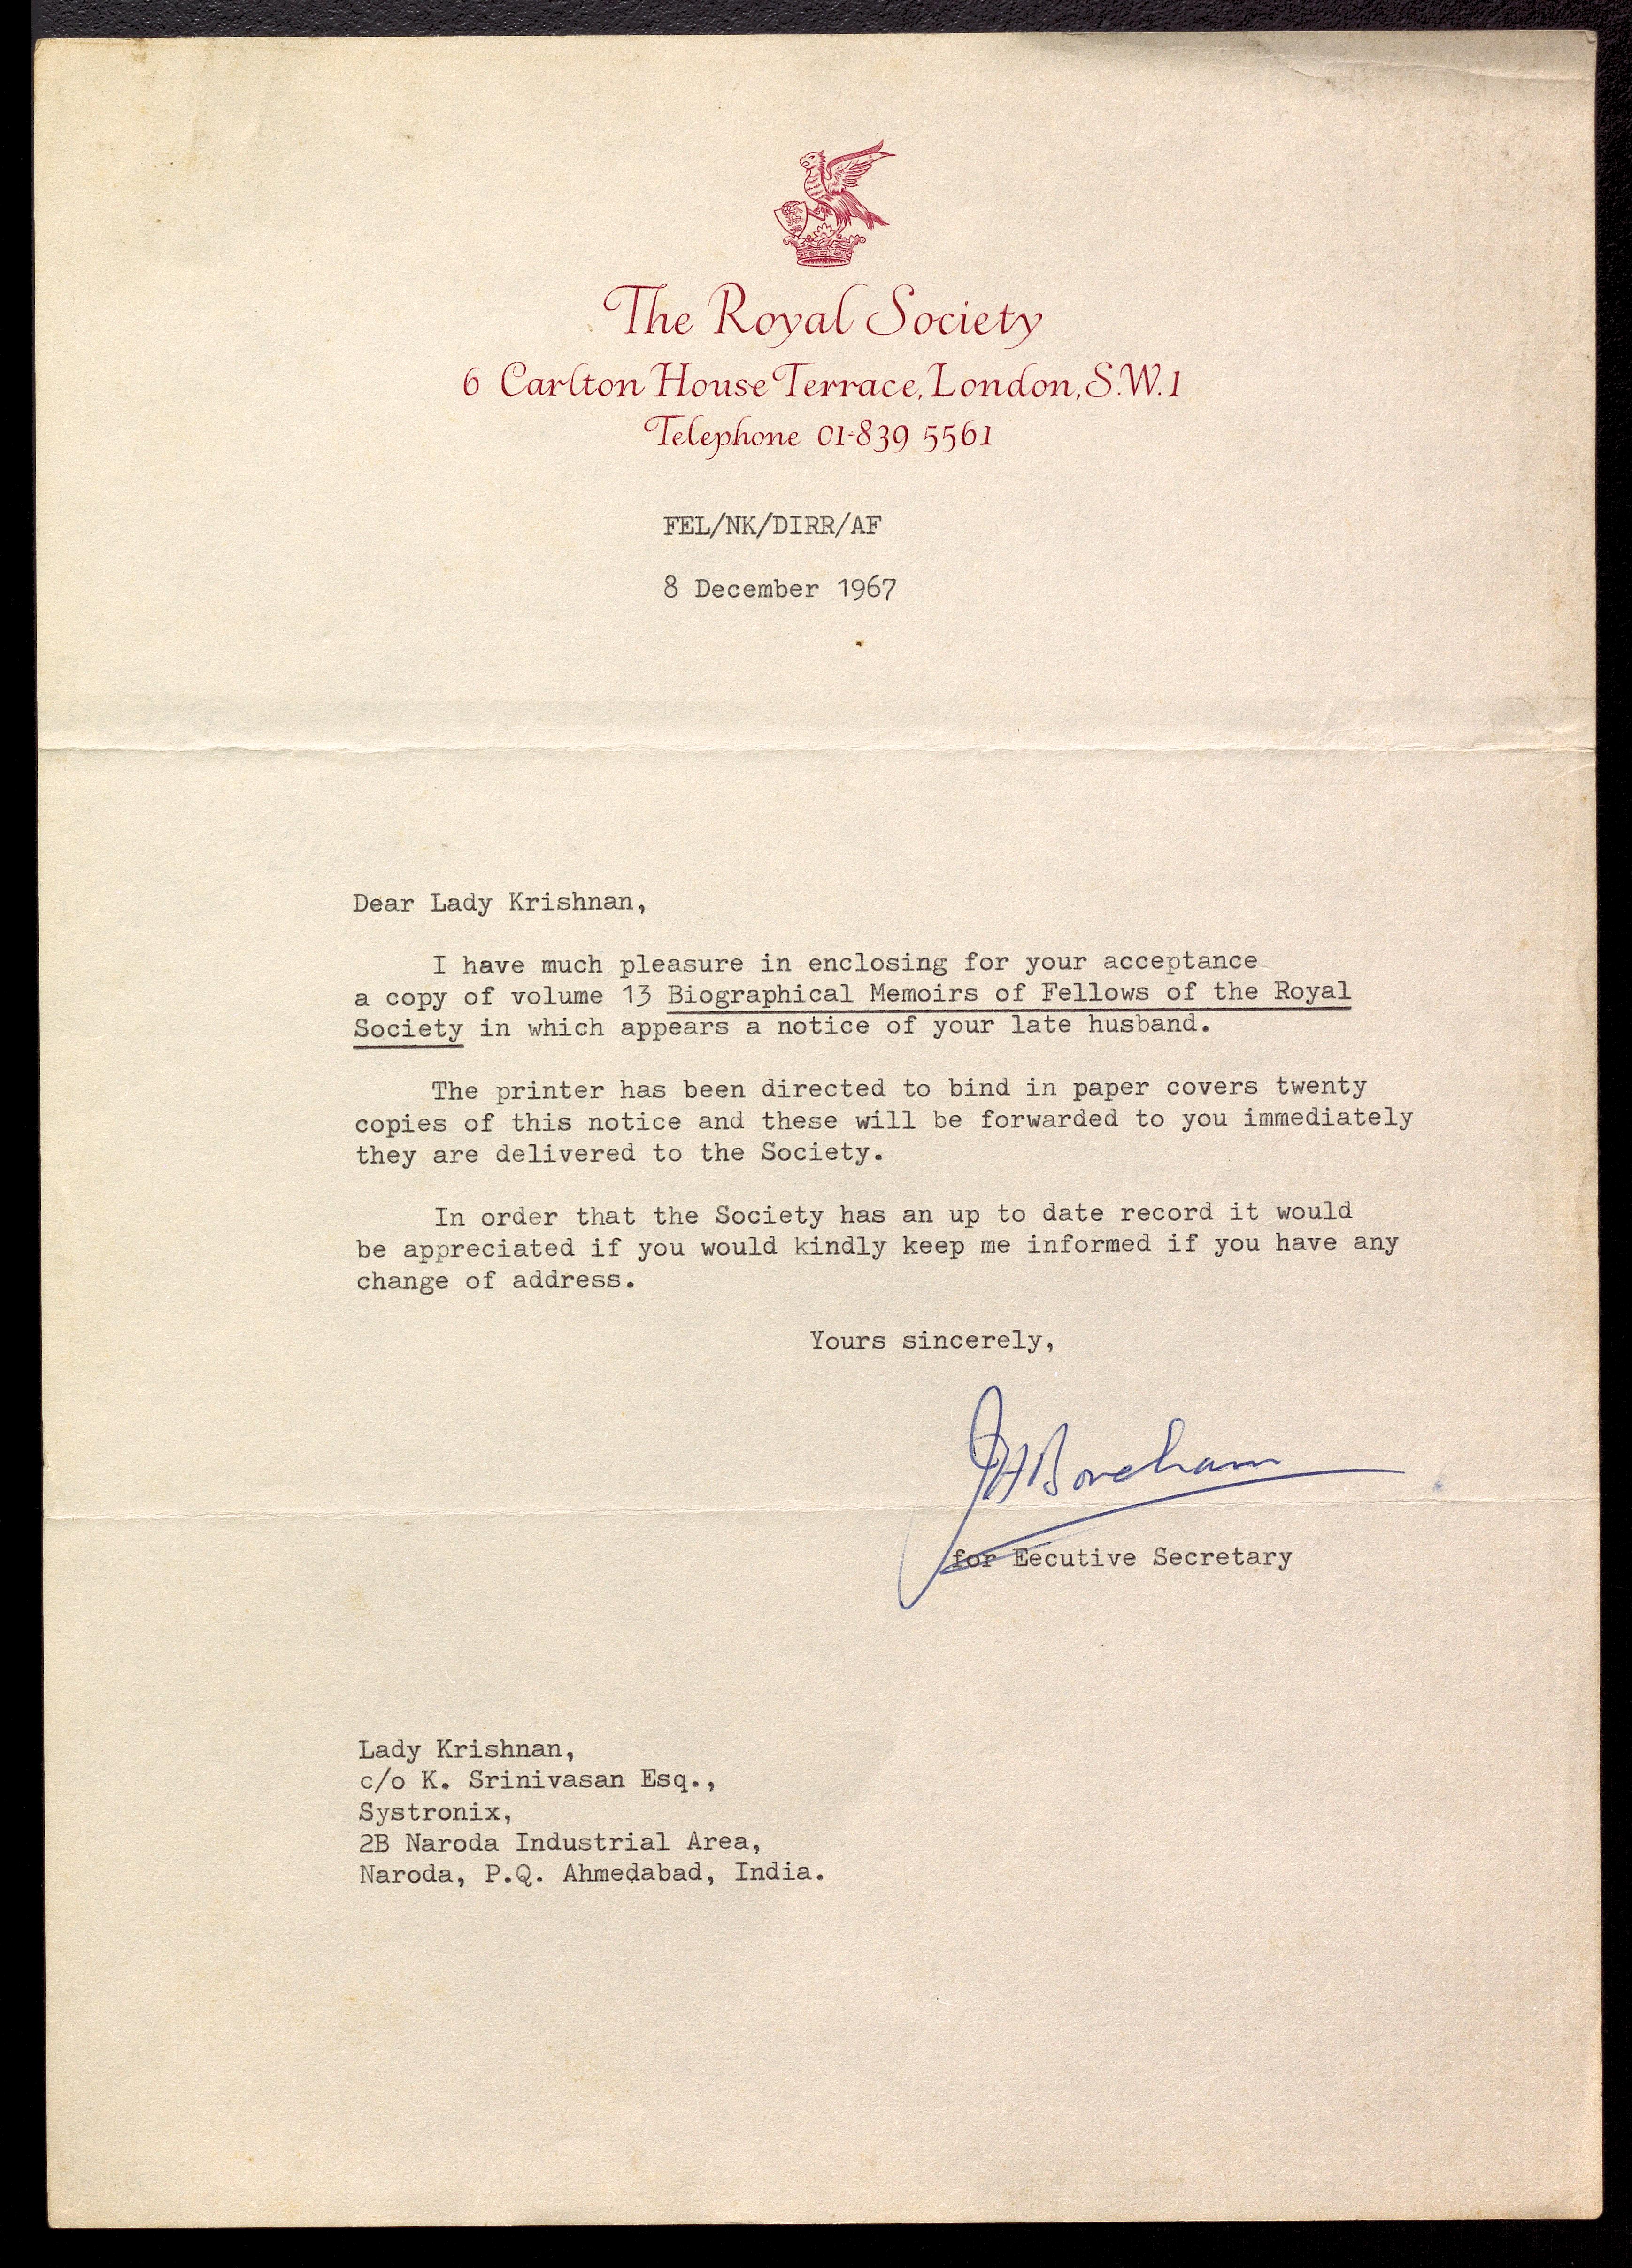 The Royal Society
6 Carlton House Terrace, London, S.W.1
Telephone 01-839 5561
FEL/NK/DIRR/AF
8 December 1967
Dear Lady Krishnan,
I have much pleasure in enclosing for your acceptance
a copy of volume 13 Biographical Memoirs of Fellows of the Royal
Society in which appears a notice of your late husband.
The printer has been directed to bind in paper covers twenty
copies of this notice and these will be forwarded to you immediately
they are delivered to the Society.
In order that the Society has an up to date record it would
be appreciated if you would kindly keep me informed if you have any
change of address.
Yours sincerely,
JHBoreham
for Eecutive Secretary
Lady Krishnan,
c/o K. Srinivasan Esq.,
Systronix,
2B Naroda Industrial Area,
Naroda, P.Q. Ahmedabad, India.